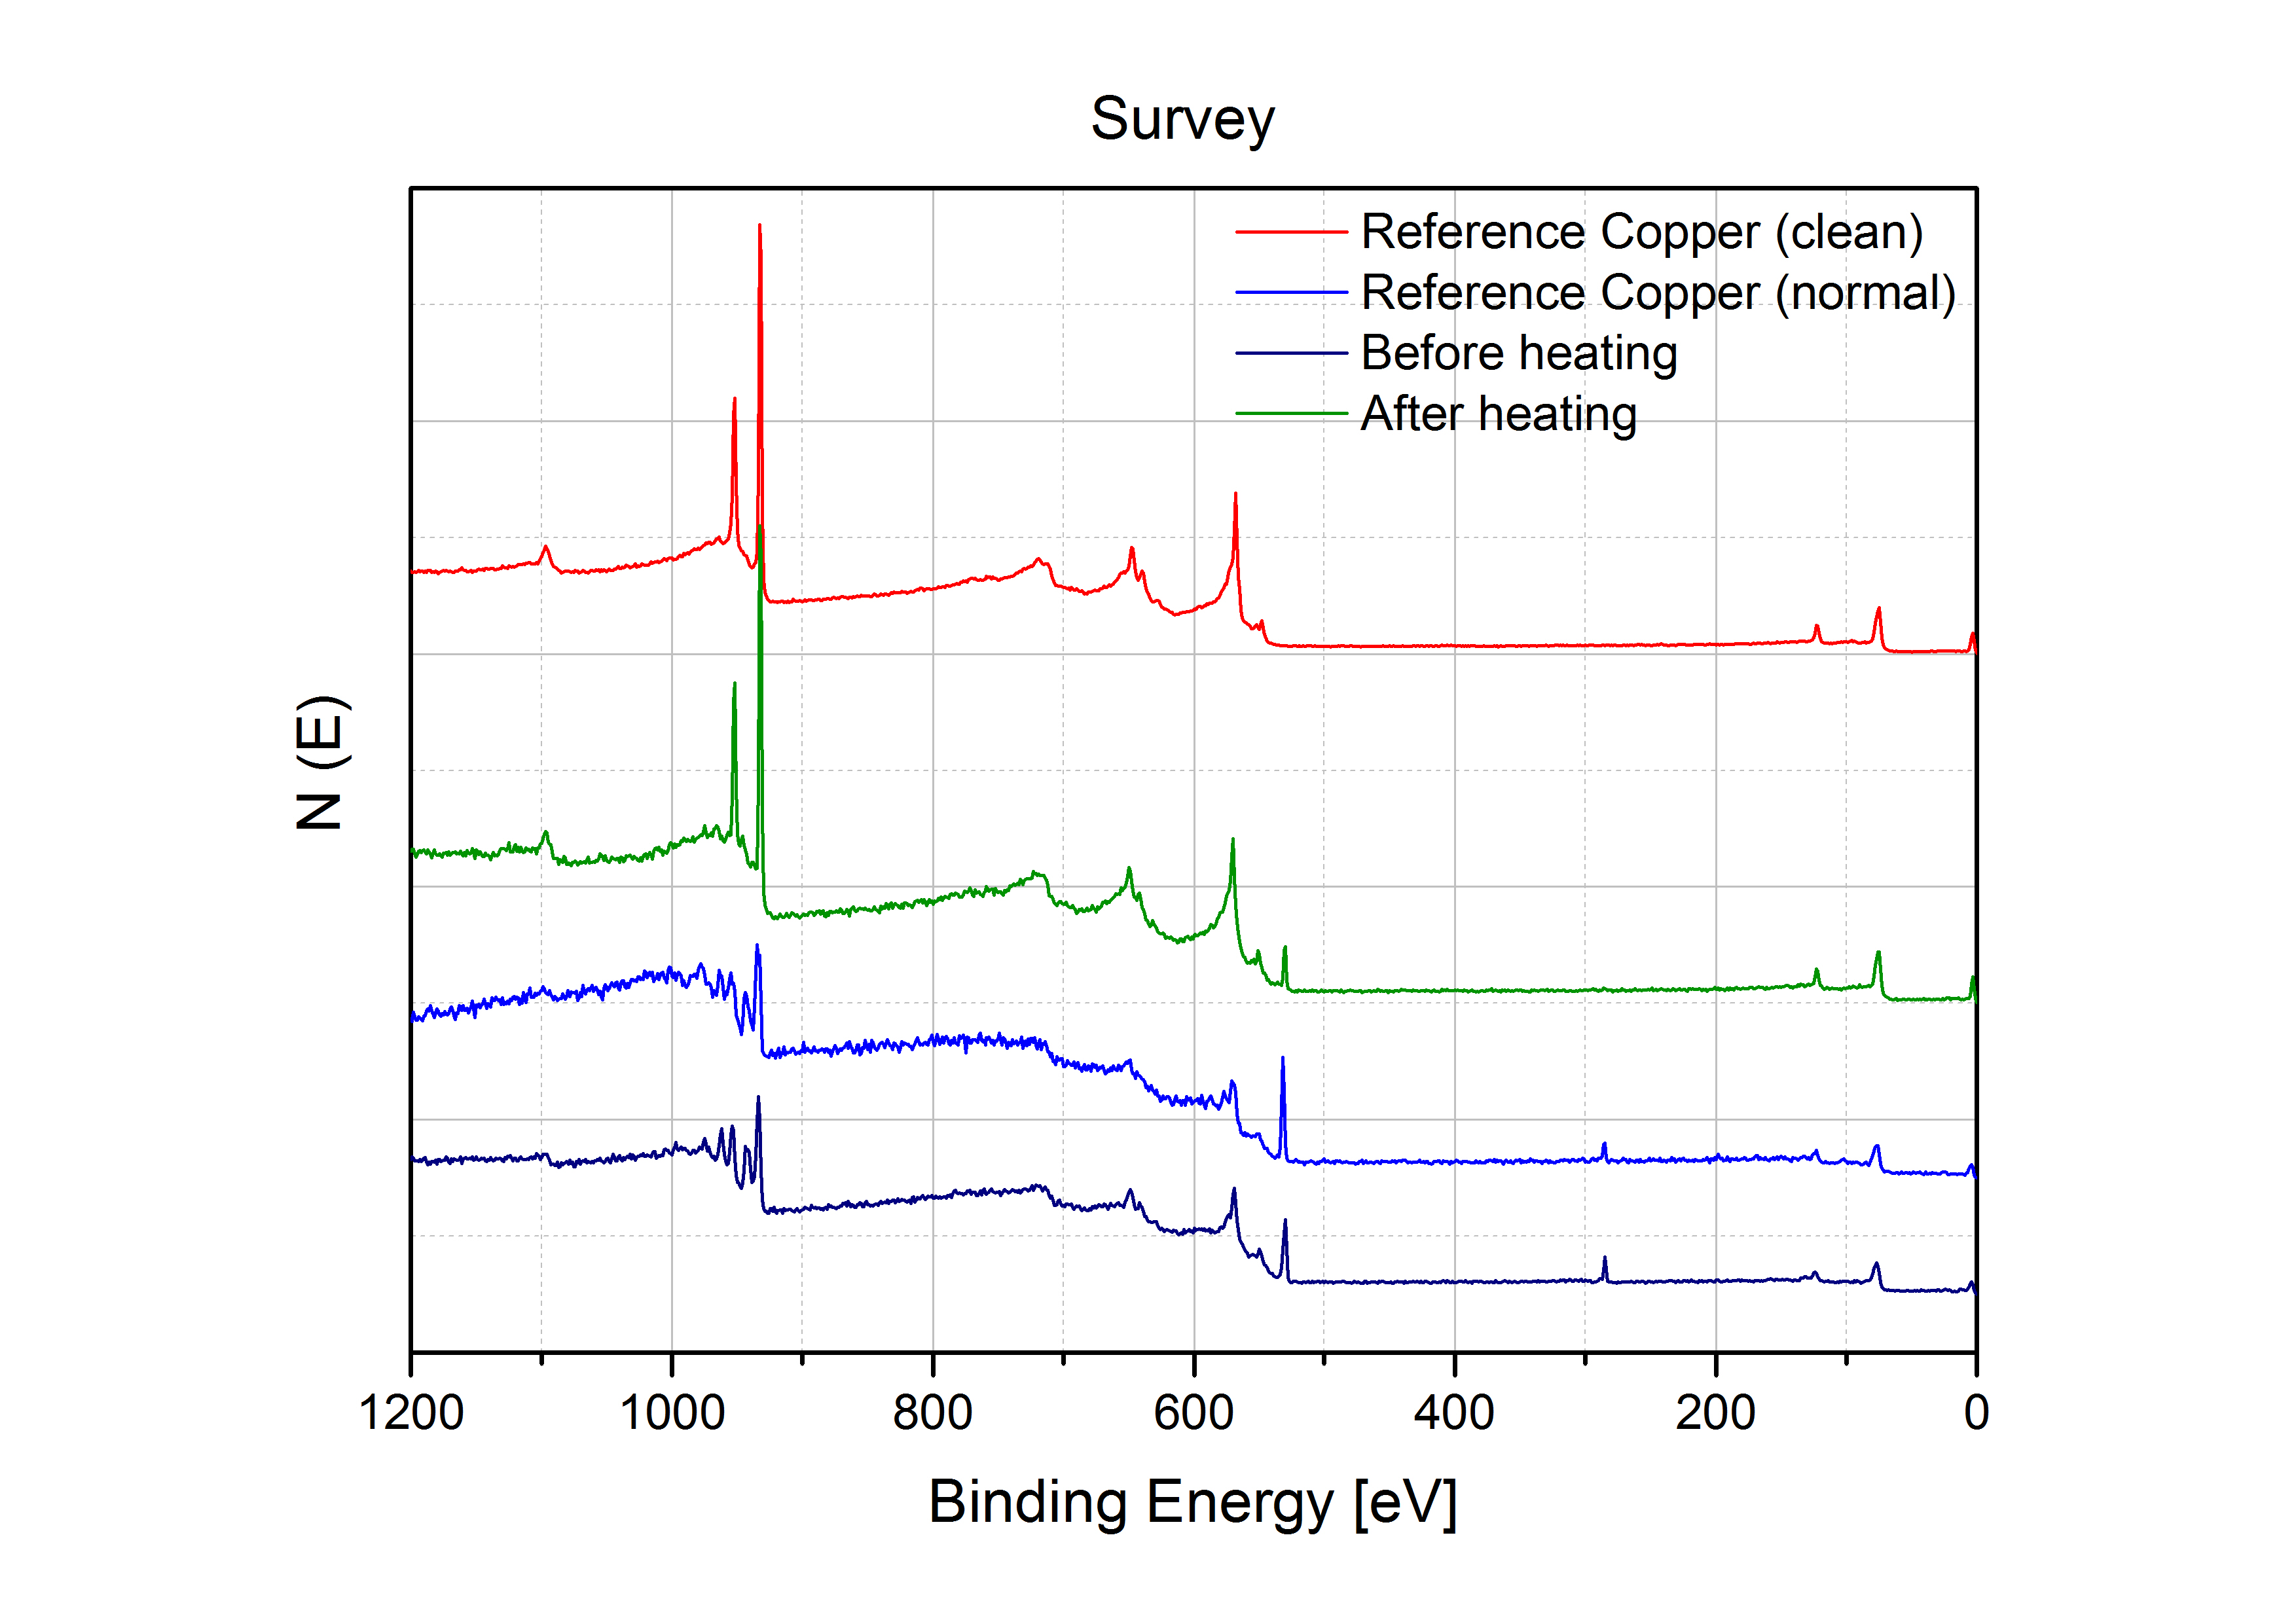 Survey
Reference Copper (clean)
Reference Copper (normal)
Before heating
After heating
N (E)
1200 1000 800 600 400 200 0
Binding Energy [eV]